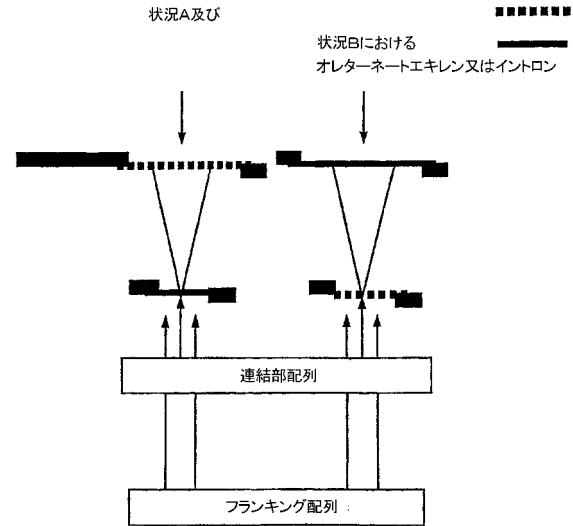 状況A及び
状況Bにおける
オレターネートエキレン又はイントロン
連結部配列
フランキング配列